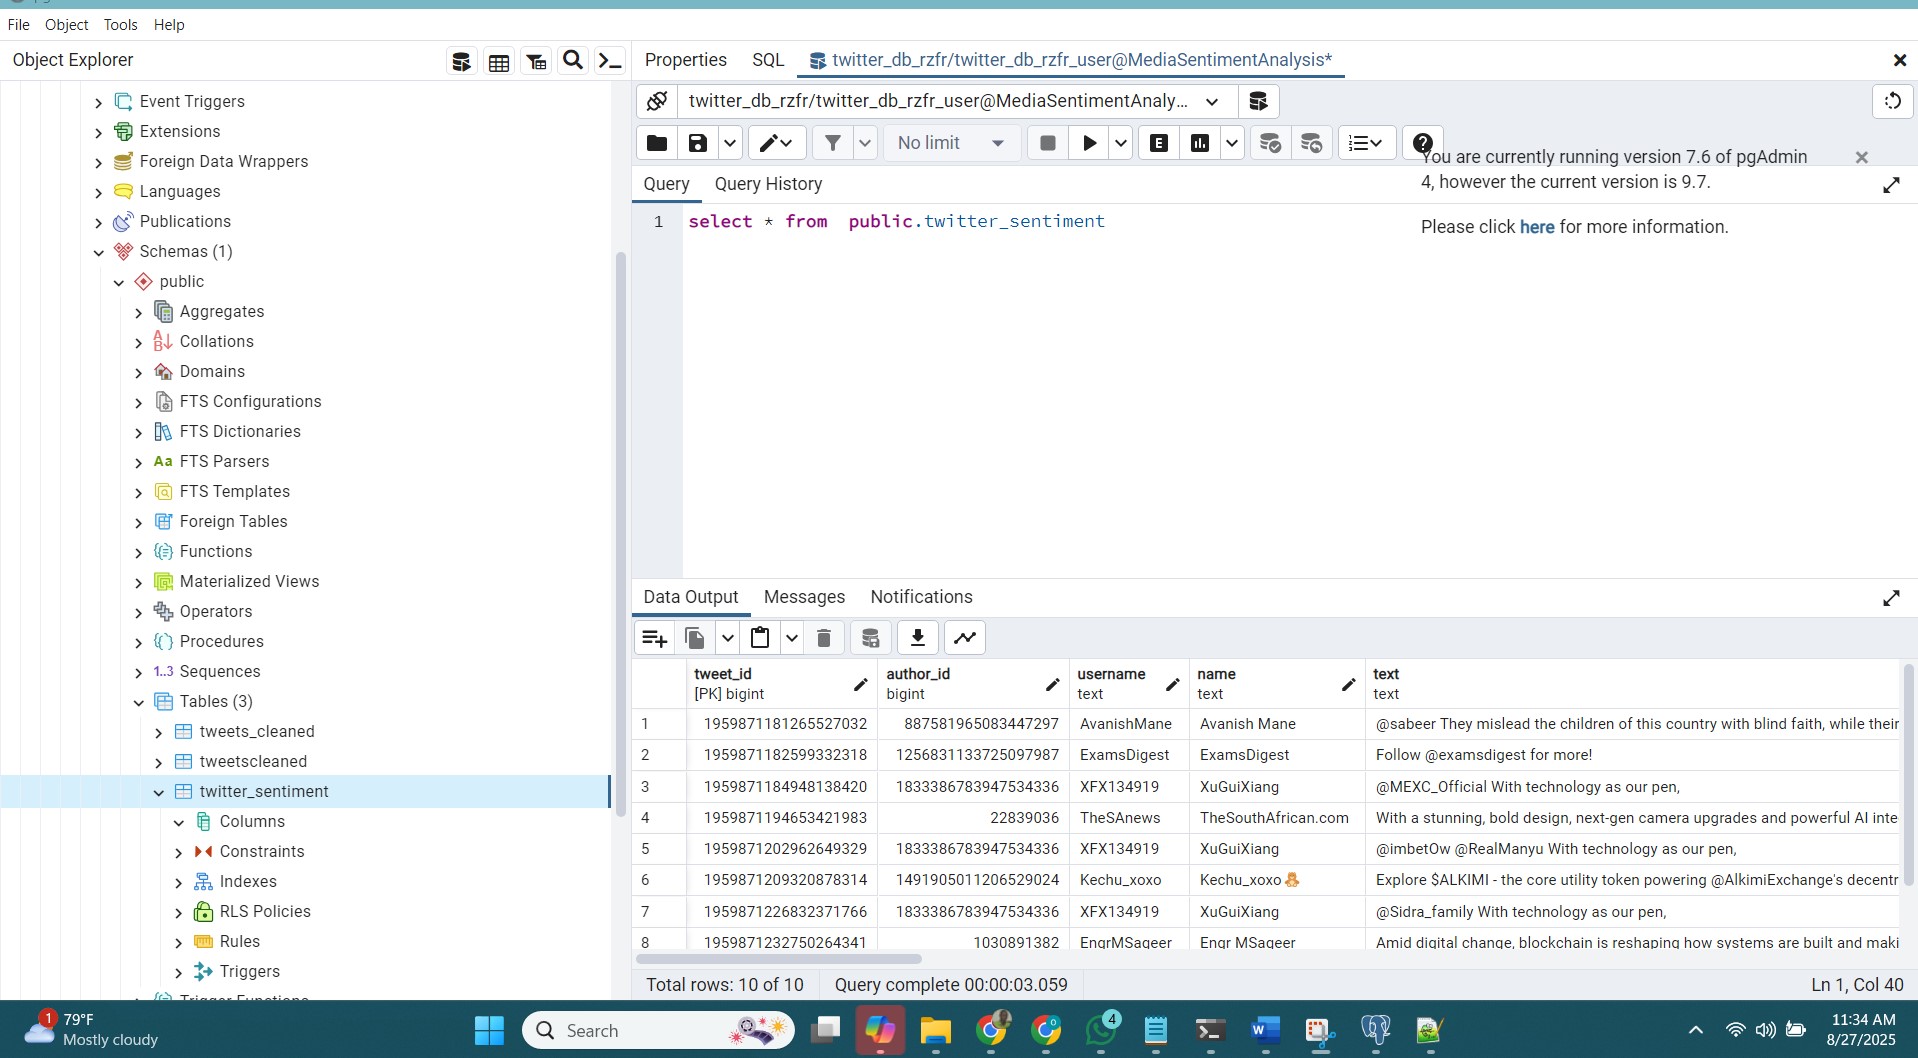 File Object Tools Help
Object Explorer
Properties SQL twitter_db_rzfr/twitter_db_rzfr_user@MediaSentimentAnalysis*
twitter_db_rzfr/twitter_db_rzfr_user@MediaSentimentAnaly...
No limit
You are currently running version 7.6 of pgAdmin
4, however the current version is 9.7.
Please click here for more information.
Query Query History
1 select * from  public.twitter_sentiment
Event Triggers
Extensions
Foreign Data Wrappers
Languages
Publications
Schemas (1)
public
Aggregates
Collations
Domains
FTS Configurations
FTS Dictionaries
Aa FTS Parsers
FTS Templates
Foreign Tables
Functions
Materialized Views
Operators
Procedures
1..3 Sequences
Tables (3)
tweets_cleaned
tweetscleaned
twitter_sentiment
Columns
Constraints
Indexes
RLS Policies
Rules
Triggers
Trigger Functions
Data Output Messages Notifications
tweet_id author_id username name text
[PK] bigint bigint text text text
1 1959871181265527032 887581965083447297 AvanishMane Avanish Mane @sabeer They mislead the children of this country with blind faith, while their
2 1959871182599332318 1256831133725097987 ExamsDigest ExamsDigest Follow @examsdigest for more!
3 1959871184948138420 1833386783947534336 XFX134919 XuGuiXiang @MEXC_Official With technology as our pen,
4 1959871194653421983 22839036 TheSAnews TheSouthAfrican.com With a stunning, bold design, next-gen camera upgrades and powerful AI inte
5 1959871202962649329 1833386783947534336 XFX134919 XuGuiXiang @imbetOw @RealManyu With technology as our pen,
6 1959871209320878314 1491905011206529024 Kechu_xoxo Kechu_xoxo Explore $ALKIMI - the core utility token powering @AlkimiExchange's decentr
7 1959871226832371766 1833386783947534336 XFX134919 XuGuiXiang @Sidra_family With technology as our pen,
8 1959871232750264341 1030891382 EngrMSaqeer Engr MSaqeer Amid digital change, blockchain is reshaping how systems are built and maki
Total rows: 10 of 10 Query complete 00:00:03.059 Ln 1, Col 40
1 79°F
Mostly cloudy
Search
4
11:34 AM
8/27/2025